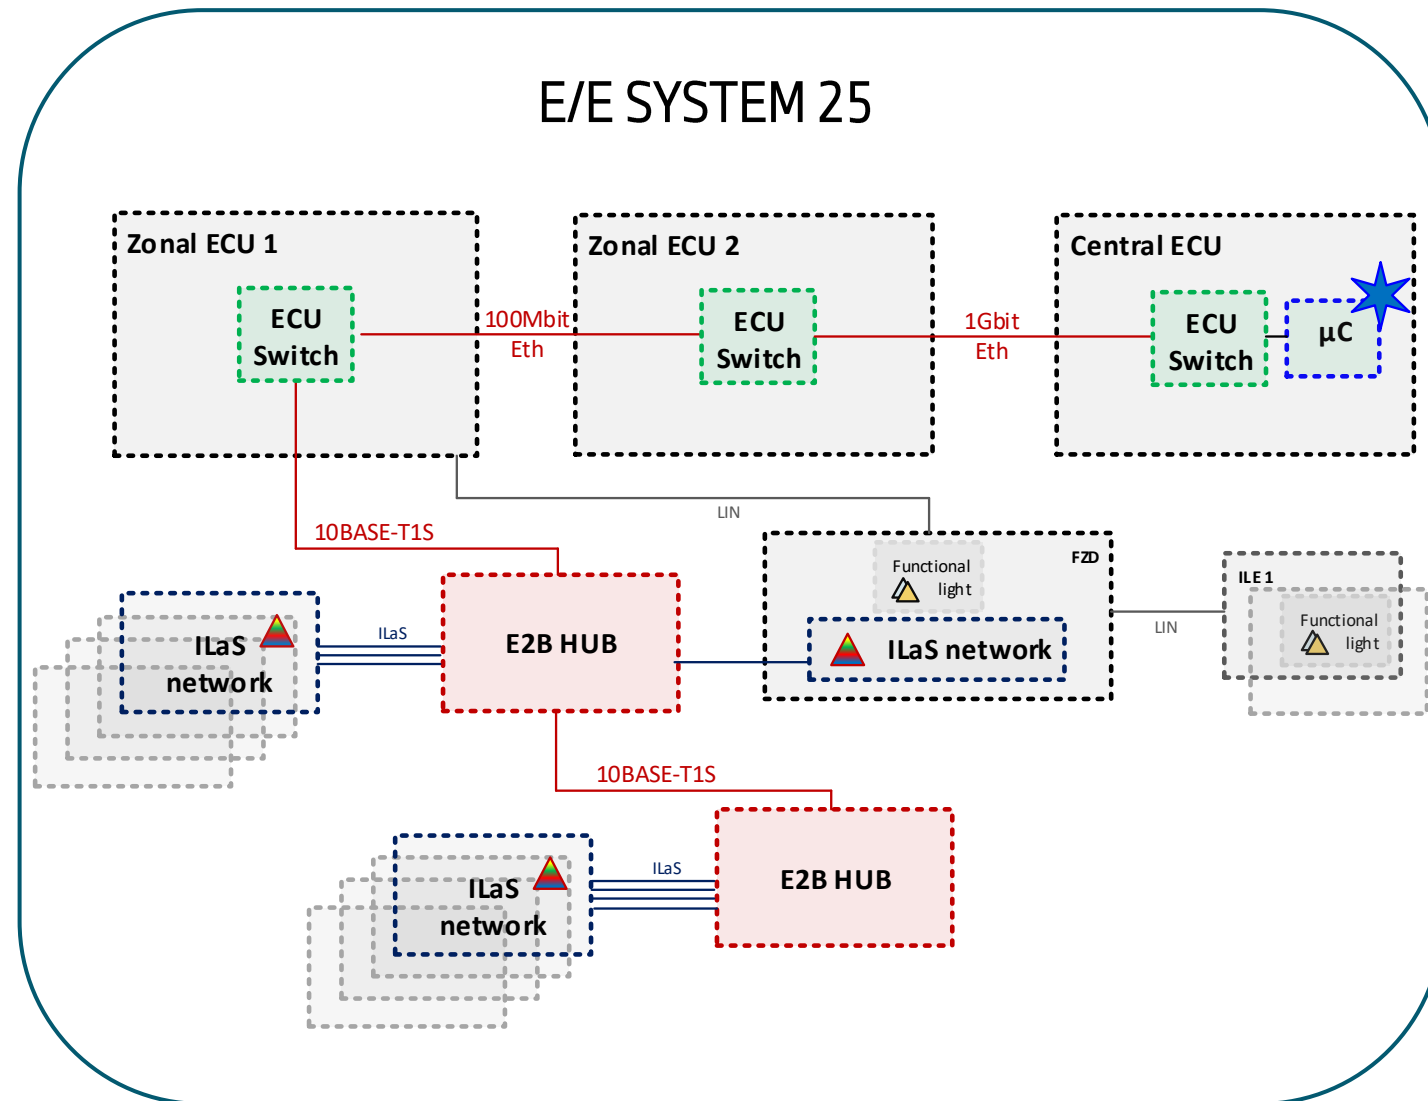 E/E SYSTEM 25
Zonal ECU 1
Zonal ECU 2
Central ECU
ECU
Switch
100Mbit
Eth
ECU
Switch
1Gbit
Eth
ECU
Switch
µC
LIN
10BASE-T1S
FZD
Functional
light
ILaS network
LIN
ILE 1
Functional
light
ILaS
network
ILaS
E2B HUB
10BASE-T1S
ILaS
network
ILaS
E2B HUB